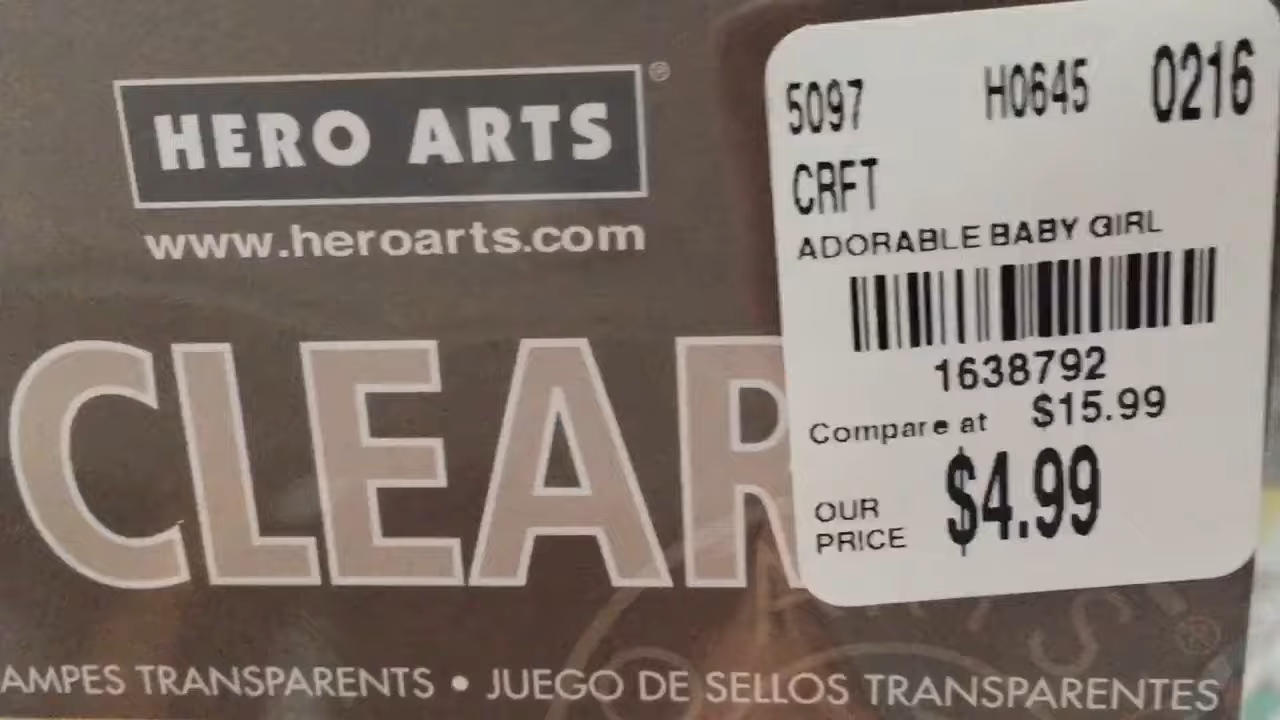 HERO ARTS®
www.heroarts.com
CLEAR
AMPES TRANSPARENTS • JUEGO DE SELLOS TRANSPARENTES
5097 H0645 0216
CRFT
ADORABLE BABY GIRL
1638792
Compare at $15.99
OUR PRICE $4.99